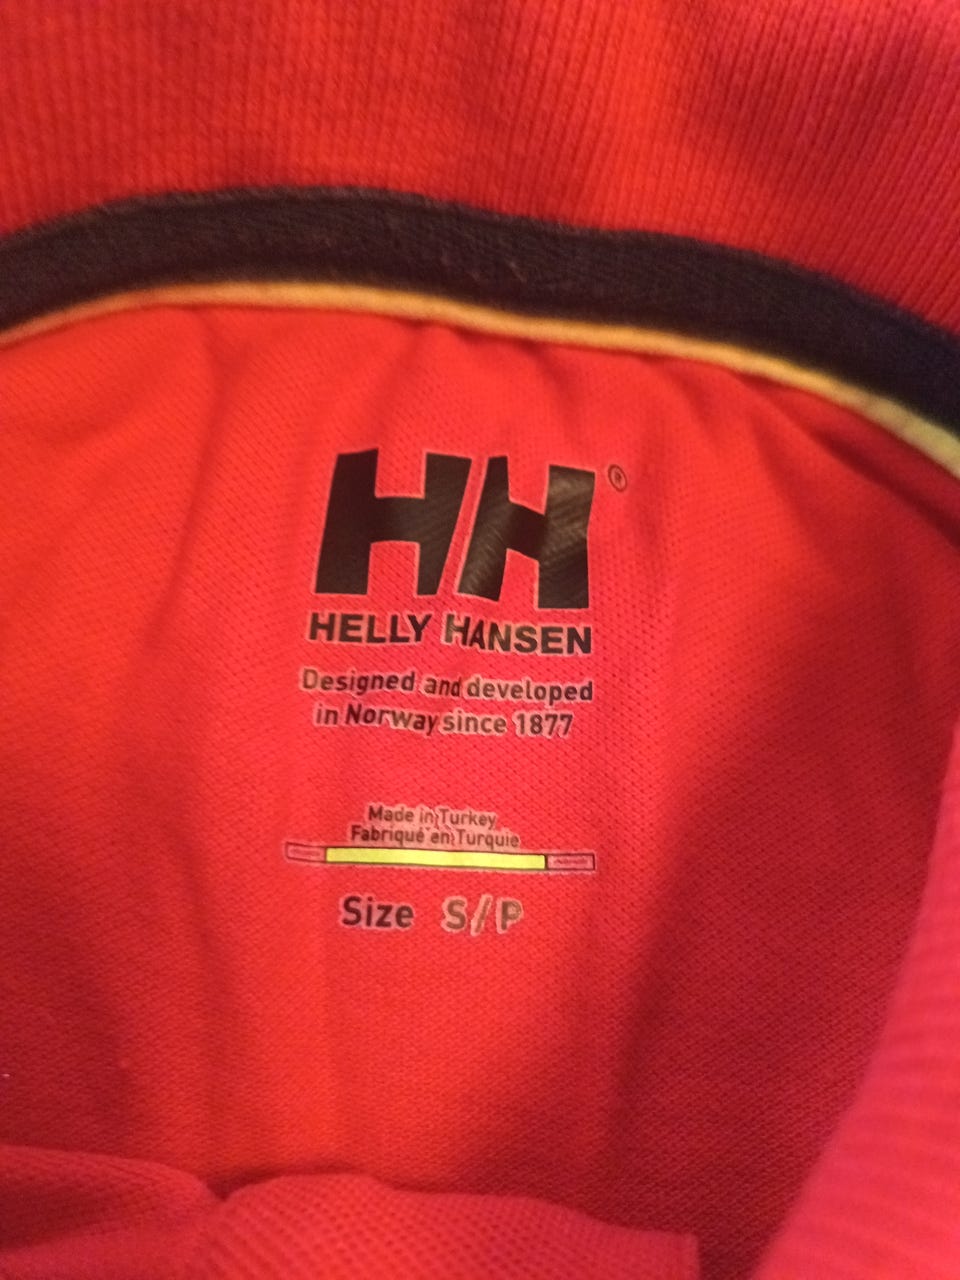 HH®
HELLY HANSEN
Designed and developed
in Norway since 1877
Made in Turkey
Fabriqué en Turquie
Size S/P